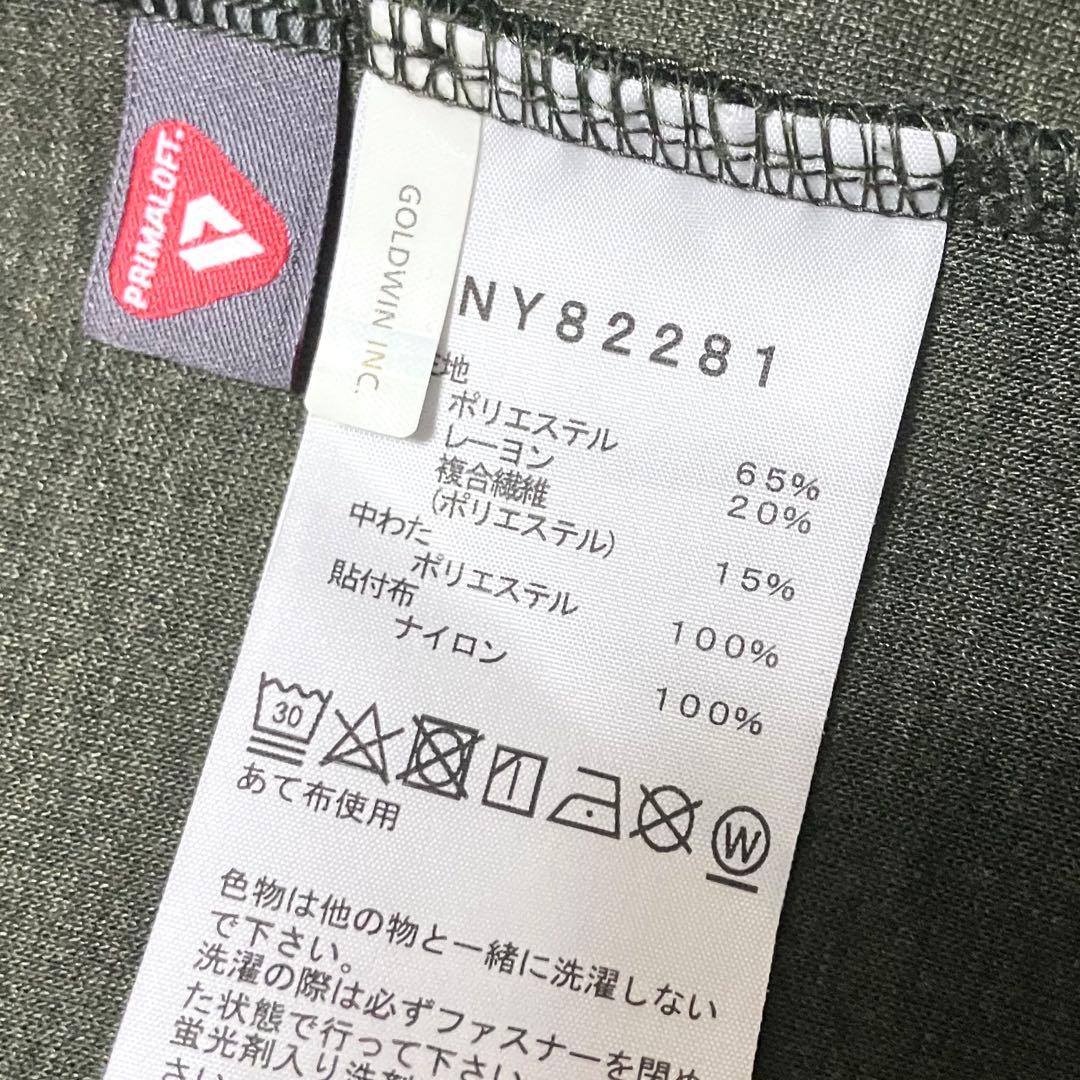 PRIMALOFT
GOLDWIN INC.
NY82281
地
ポリエステル 65%
レーヨン 20%
複合繊維
(ポリエステル) 15%
中わた
ポリエステル 100%
貼付布
ナイロン 100%
30
W
あて布使用
色物は他の物と一緒に洗濯しない
で下さい。
洗濯の際は必ずファスナーを閉め
た状態で行って下さい
蛍光剤入り洗剤
さい